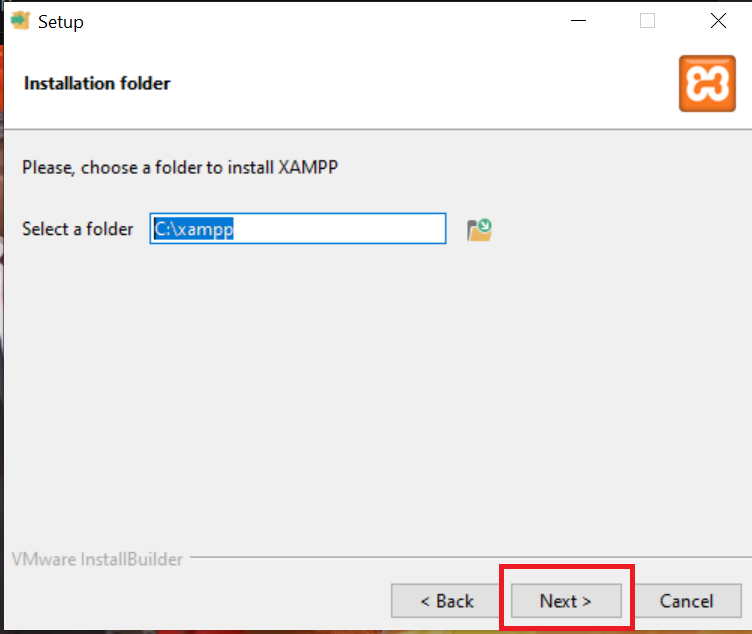 Setup
Installation folder
Please, choose a folder to install XAMPP
Select a folder C:\xampp
VMware InstallBuilder
< Back Next > Cancel